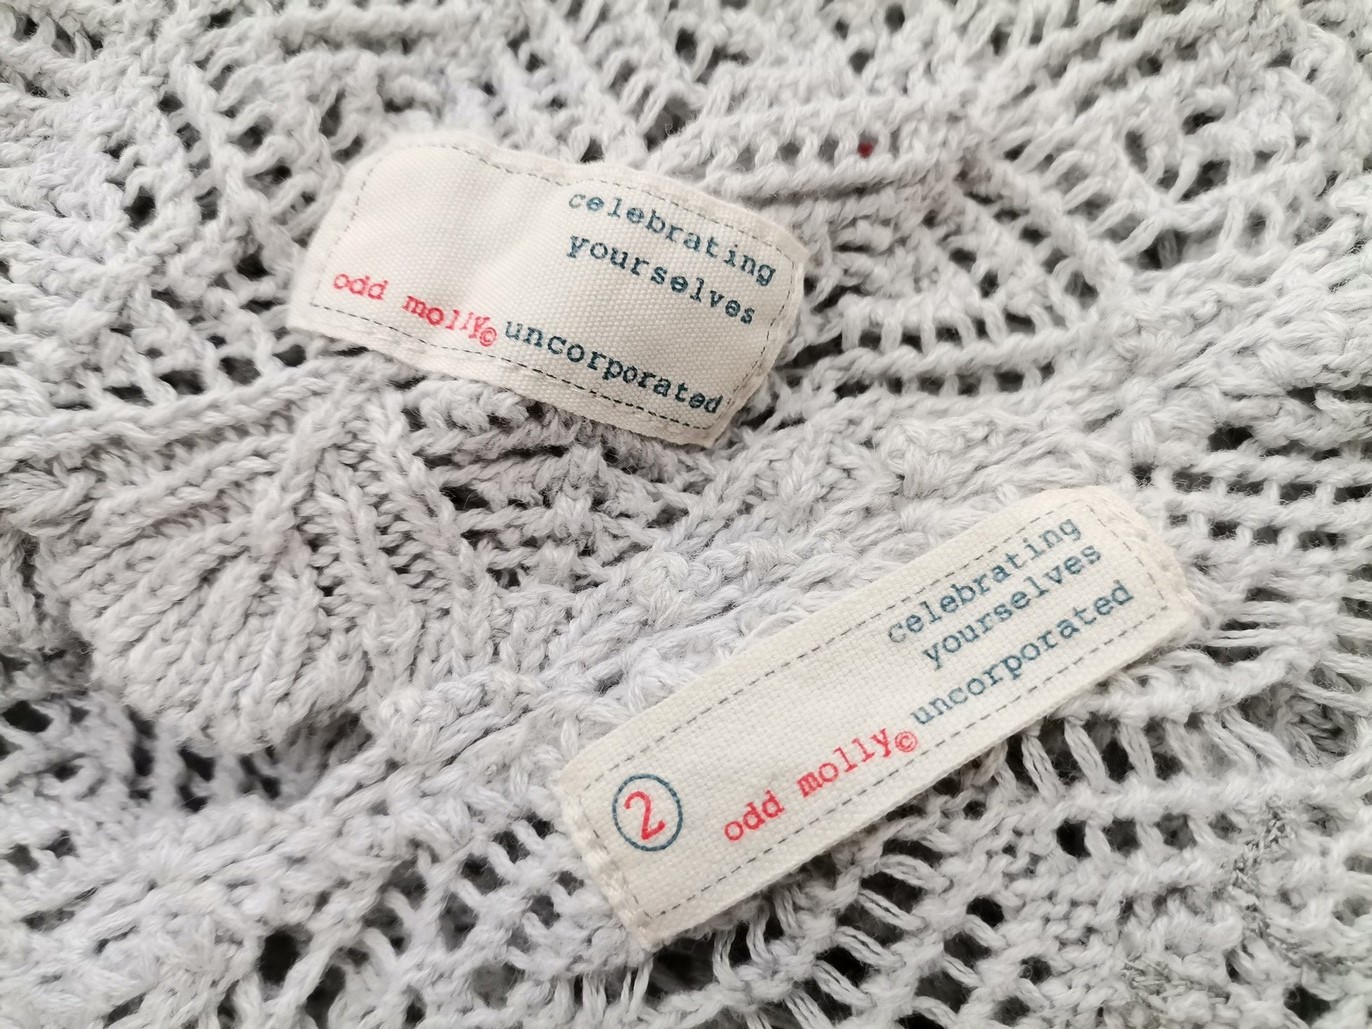 celebrating
yourselves
odd molly© uncorporated
celebrating
yourselves
odd molly© uncorporated
2